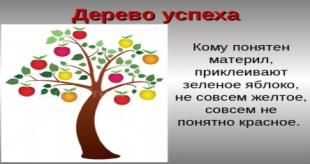 Дерево успеха
Кому понятен
материл,
приклеивают
зеленое яблоко,
не совсем желтое,
совсем не
понятно красное.